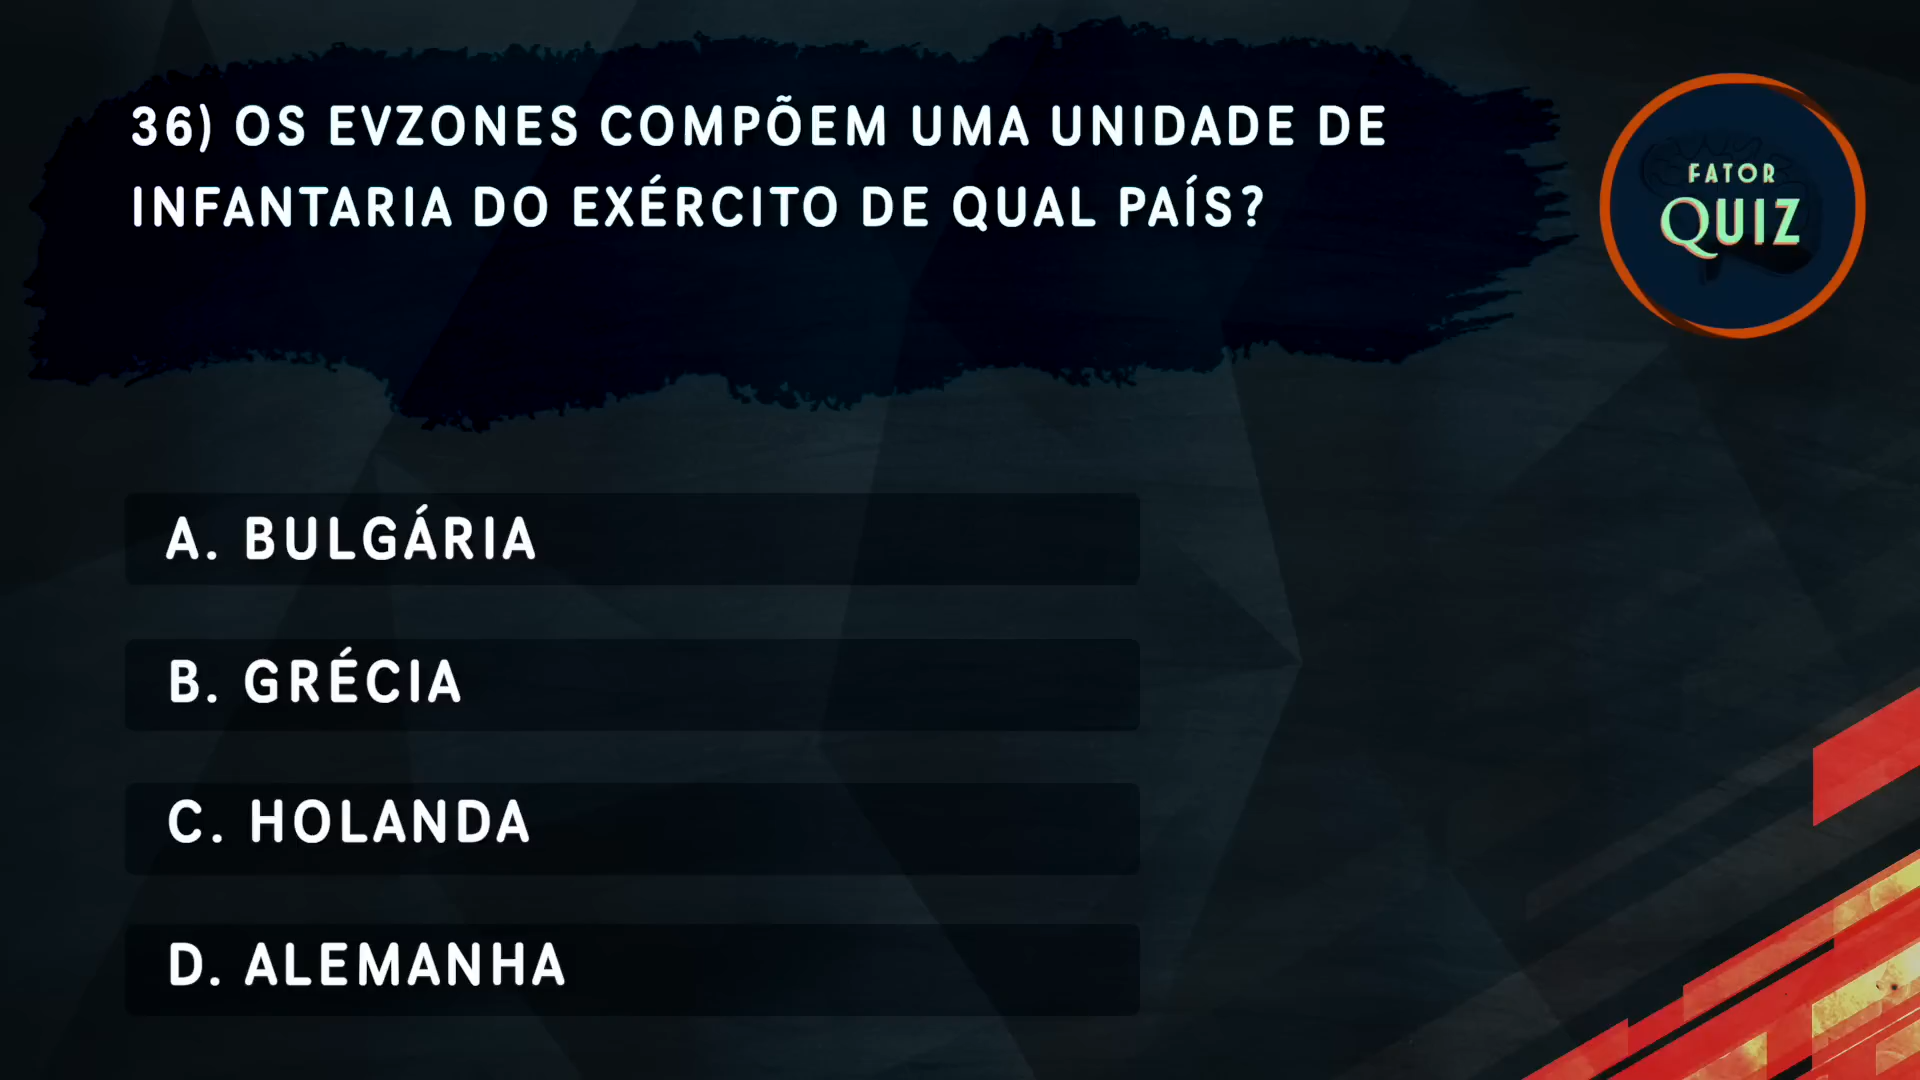 36) OS EVZONES COMPÕEM UMA UNIDADE DE
INFANTARIA DO EXÉRCITO DE QUAL PAÍS?
FATOR
QUIZ
A. BULGÁRIA
B. GRÉCIA
C. HOLANDA
D. ALEMANHA